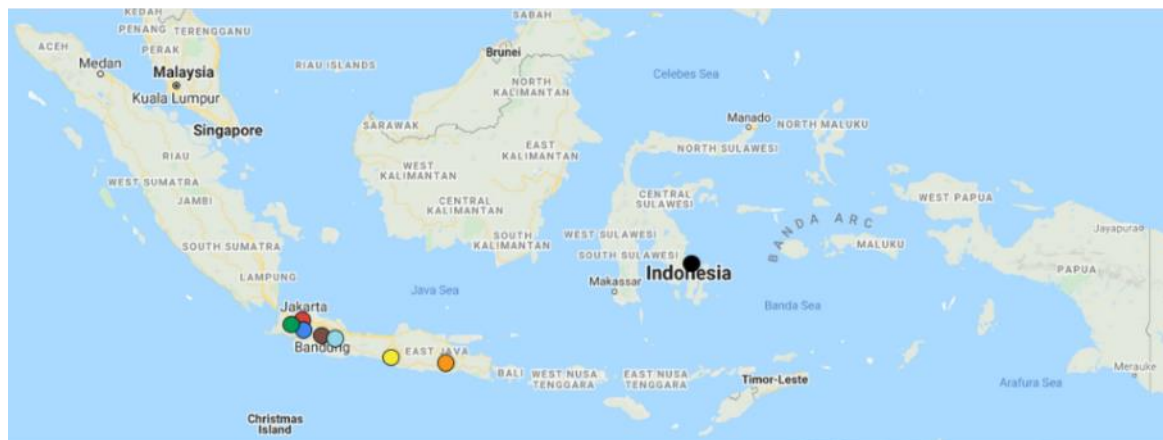 KEDAH
PENANG
TERENGGANU
PERAK
ACEH
Medan
Malaysia
Kuala Lumpur
Singapore
RIAU ISLANDS
RIAU
WEST SUMATRA
JAMBI
SOUTH SUMATRA
LAMPUNG
SABAH
Brunei
NORTH
KALIMANTAN
SARAWAK
EAST
KALIMANTAN
WEST
KALIMANTAN
CENTRAL
KALIMANTAN
SOUTH
KALIMANTAN
Celebes Sea
Manado
NORTH MALUKU
NORTH SULAWESI
CENTRAL
SULAWESI
WEST SULAWESI
SOUTH SULAWESI
Indonesia
Makassar
BANDA ARC
MALUKU
WEST PAPUA
Jayapura
PAPUA
Merauke
Java Sea
Banda Sea
Arafura Sea
Jakarta
Bandung
EAST JAVA
BALI
WEST NUSA
TENGGARA
EAST NUSA
TENGGARA
Timor-Leste
Christmas
Island